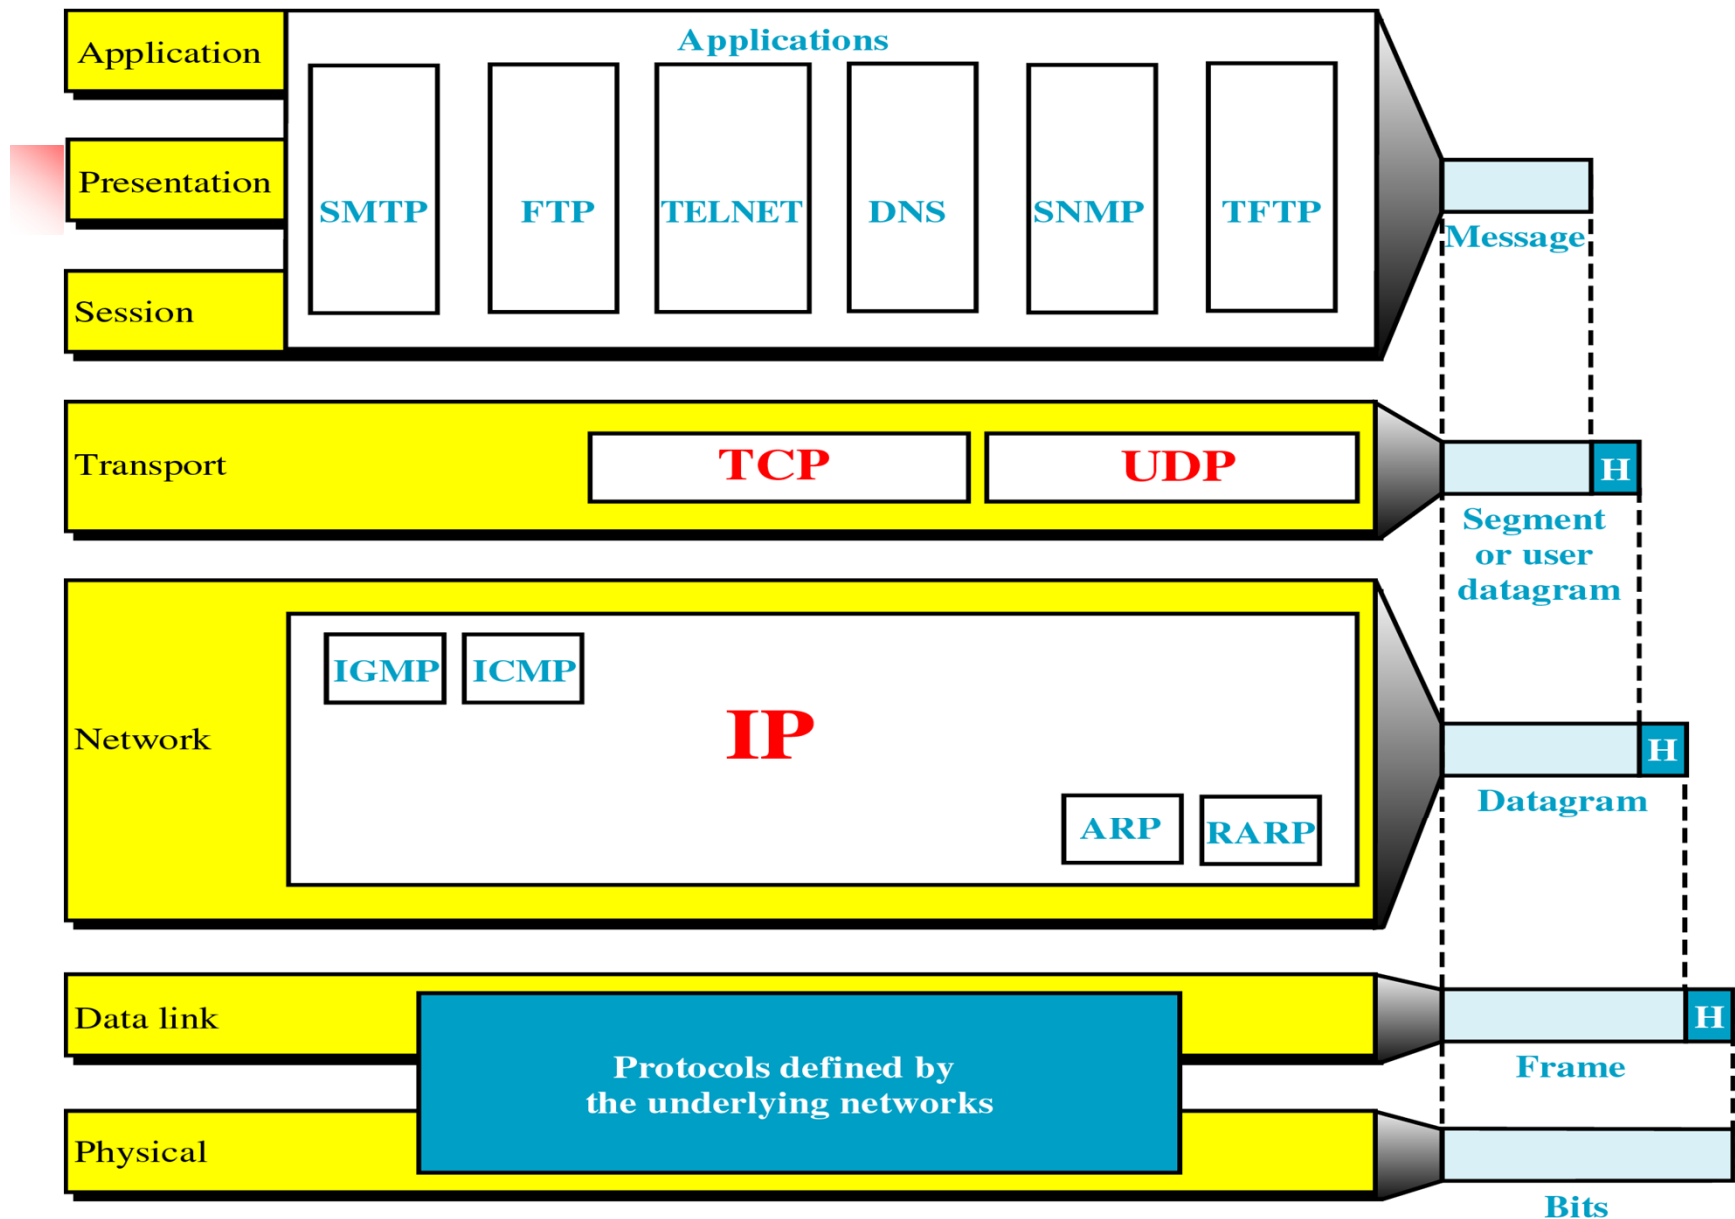 Application
Applications
Presentation
SMTP
FTP
TELNET
DNS
SNMP
TFTP
Message
Session
Transport
TCP
UDP
H
Segment
or user
datagram
IGMP
ICMP
Network
IP
H
Datagram
ARP
RARP
Data link
H
Protocols defined by
the underlying networks
Frame
Physical
Bits